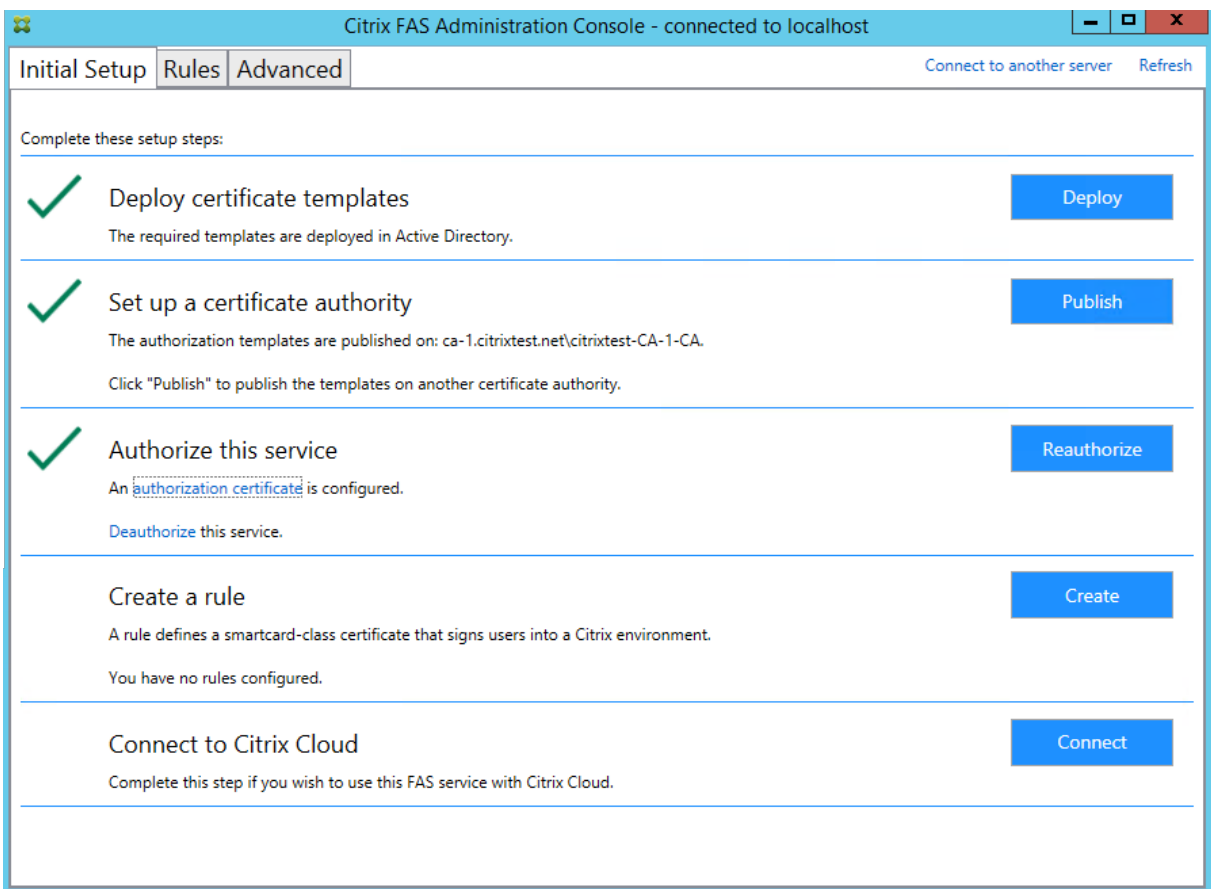 Citrix FAS Administration Console - connected to localhost
Initial Setup Rules Advanced Connect to another server Refresh
Complete these setup steps:
Deploy certificate templates Deploy
The required templates are deployed in Active Directory.
Set up a certificate authority Publish
The authorization templates are published on: ca-1.citrixtest.net\citrixtest-CA-1-CA.
Click "Publish" to publish the templates on another certificate authority.
Authorize this service Reauthorize
An authorization certificate is configured.
Deauthorize this service.
Create a rule Create
A rule defines a smartcard-class certificate that signs users into a Citrix environment.
You have no rules configured.
Connect to Citrix Cloud Connect
Complete this step if you wish to use this FAS service with Citrix Cloud.